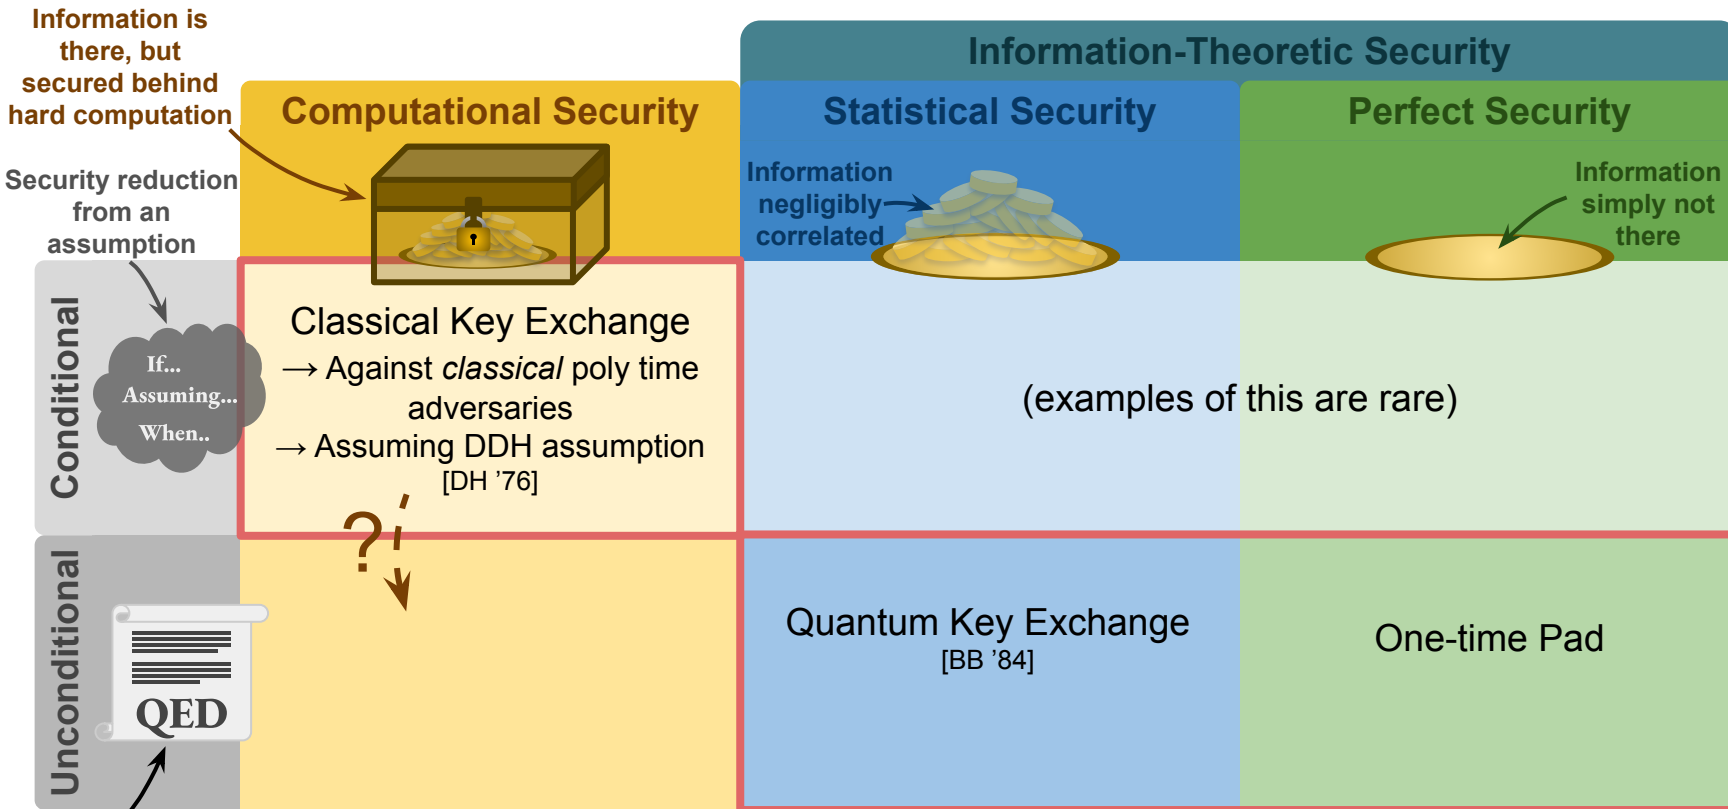 Information is
there, but
secured behind
hard computation
Information-Theoretic Security
Computational Security
Statistical Security
Perfect Security
Security reduction
from an
assumption
Information
negligibly
correlated
Information
simply not
there
Conditional
If...
Assuming...
When..
Classical Key Exchange
→ Against classical poly time
adversaries
→ Assuming DDH assumption
[DH ’76]
(examples of this are rare)
?
Unconditional
QED
Quantum Key Exchange
[BB ’84]
One-time Pad